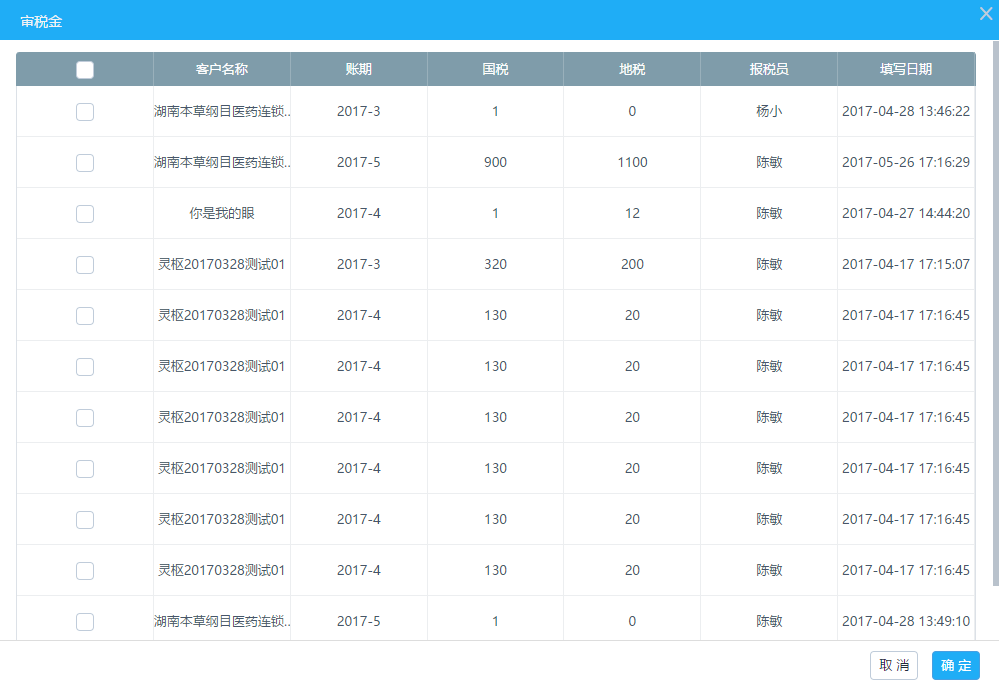 审税金
客户名称 账期 国税 地税 报税员 填写日期
湖南本草纲目医药连锁.. 2017-3 1 0 杨小 2017-04-28 13:46:22
湖南本草纲目医药连锁.. 2017-5 900 1100 陈敏 2017-05-26 17:16:29
你是我的眼 2017-4 1 12 陈敏 2017-04-27 14:44:20
灵枢20170328测试01 2017-3 320 200 陈敏 2017-04-17 17:15:07
灵枢20170328测试01 2017-4 130 20 陈敏 2017-04-17 17:16:45
灵枢20170328测试01 2017-4 130 20 陈敏 2017-04-17 17:16:45
灵枢20170328测试01 2017-4 130 20 陈敏 2017-04-17 17:16:45
灵枢20170328测试01 2017-4 130 20 陈敏 2017-04-17 17:16:45
灵枢20170328测试01 2017-4 130 20 陈敏 2017-04-17 17:16:45
灵枢20170328测试01 2017-4 130 20 陈敏 2017-04-17 17:16:45
湖南本草纲目医药连锁.. 2017-5 1 0 陈敏 2017-04-28 13:49:10
取 消 确 定